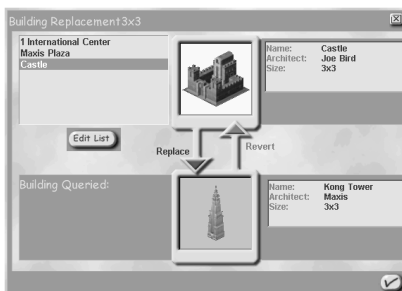 Building Replacement3x3
1 International Center
Maxis Plaza
Castle
Name: Castle
Architect: Joe Bird
Size: 3x3
Edit List
Replace
Revert
Building Queried:
Name: Kong Tower
Architect: Maxis
Size: 3x3